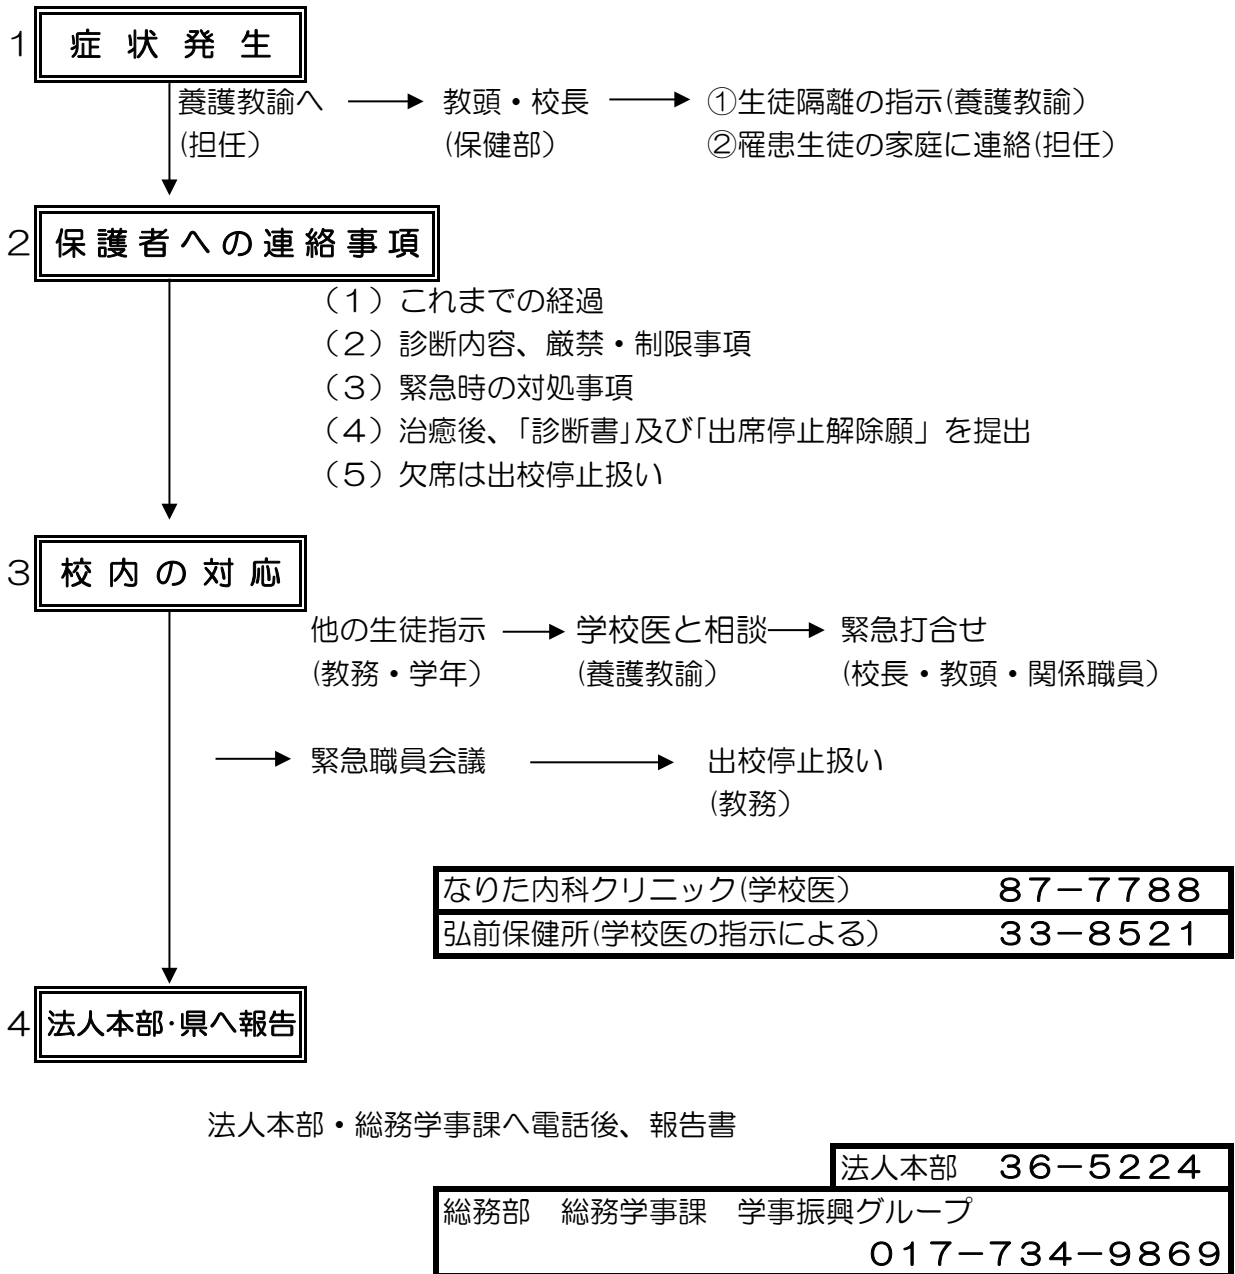 1 症状発生
養護教諭へ → 教頭・校長 → ①生徒隔離の指示(養護教諭)
(担任) (保健部) ②罹患生徒の家庭に連絡(担任)
2 保護者への連絡事項
(1)これまでの経過
(2)診断内容、厳禁・制限事項
(3)緊急時の対処事項
(4)治癒後、「診断書」及び「出席停止解除願」を提出
(5)欠席は出校停止扱い
3 校内の対応
他の生徒指示 → 学校医と相談 → 緊急打合せ
(教務・学年) (養護教諭) (校長・教頭・関係職員)
→ 緊急職員会議 → 出校停止扱い
(教務)
なりた内科クリニック(学校医) 87-7788
弘前保健所(学校医の指示による) 33-8521
4 法人本部・県へ報告
法人本部・総務学事課へ電話後、報告書
法人本部 36-5224
総務部 総務学事課 学事振興グループ
017-734-9869